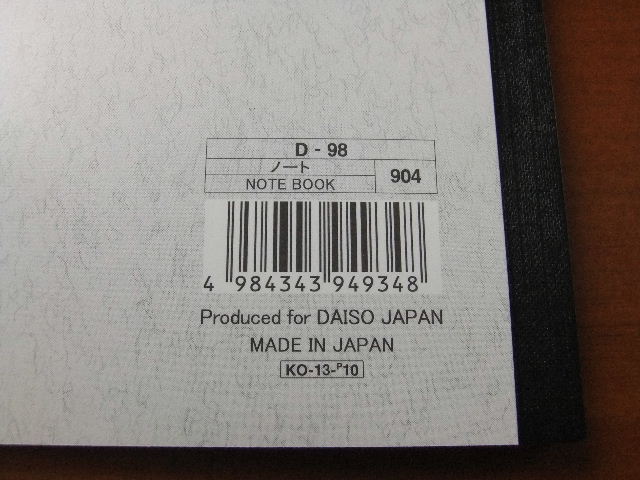 D - 98
ノート
NOTE BOOK
904
4 984343 949348
Produced for DAISO JAPAN
MADE IN JAPAN
KO-13-P10